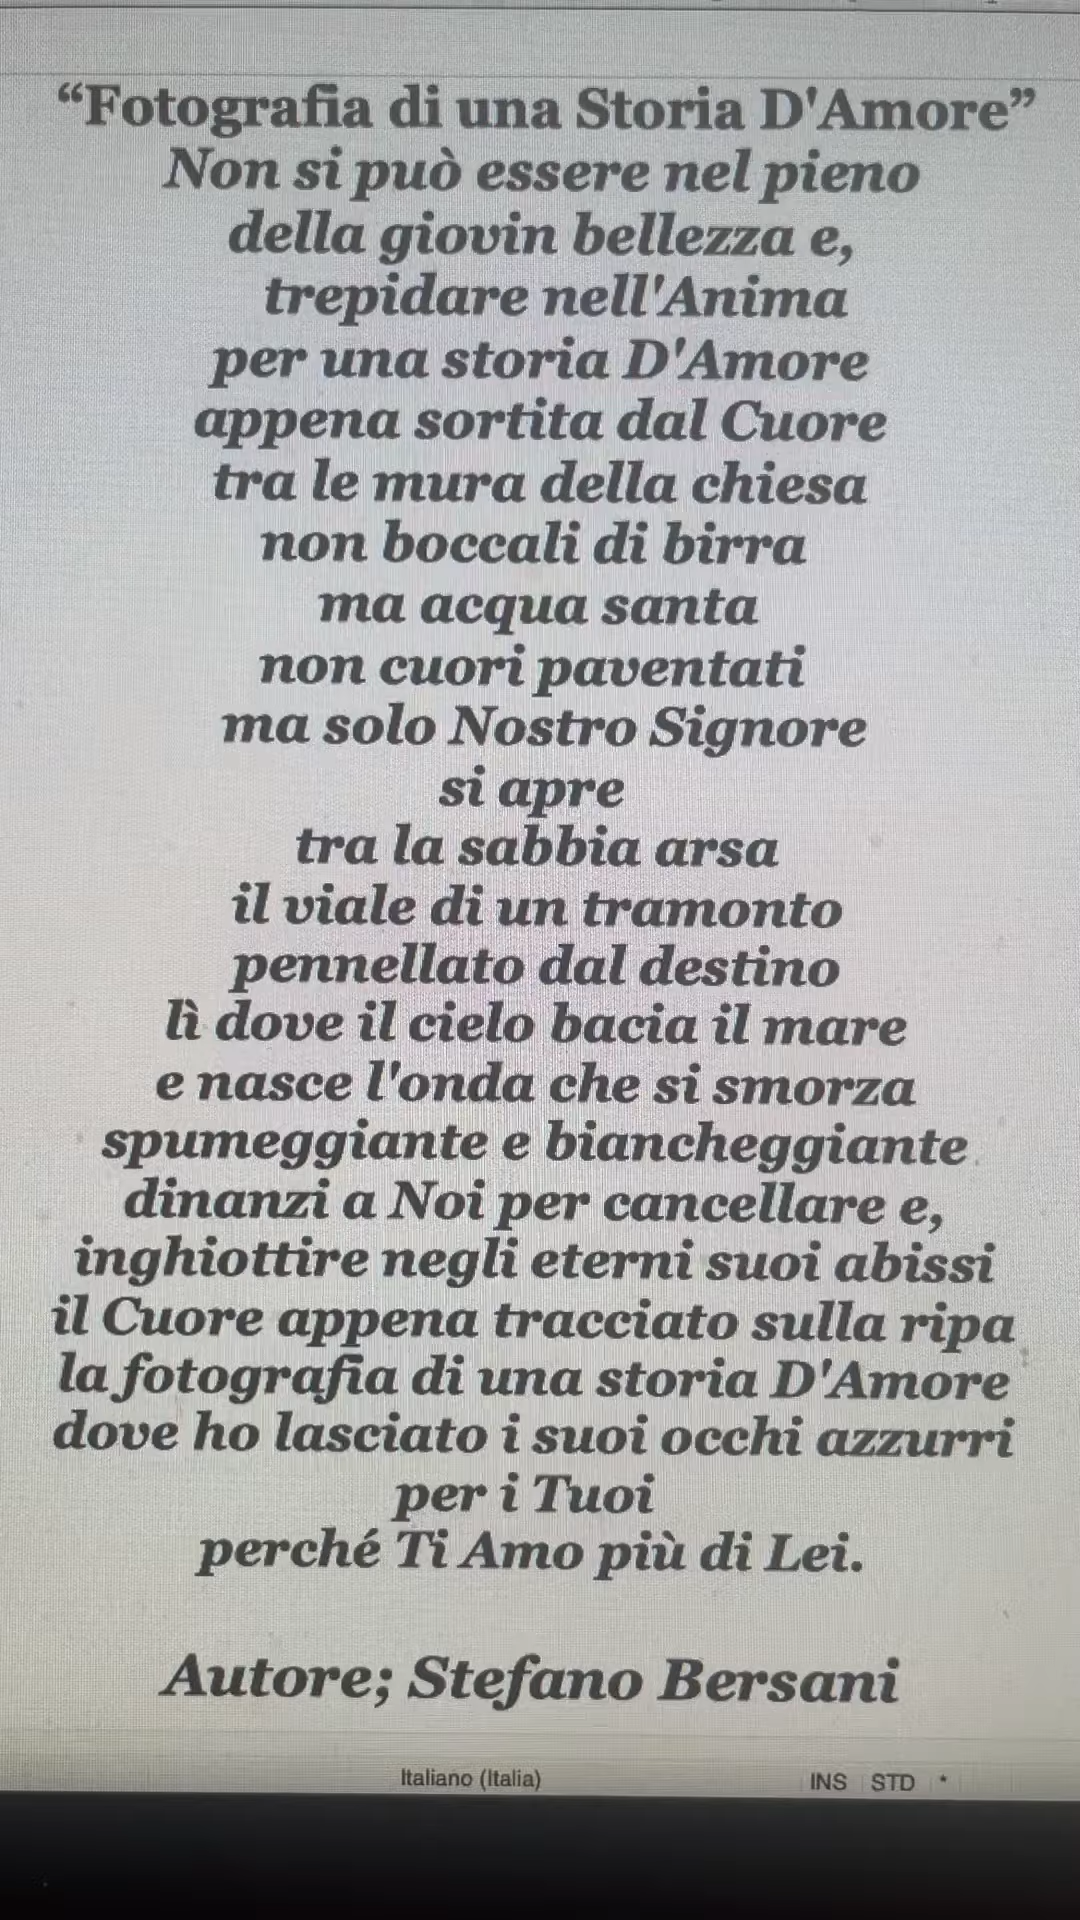 “Fotografia di una Storia D'Amore”
Non si può essere nel pieno
della giovin bellezza e,
trepidare nell'Anima
per una storia D'Amore
appena sortita dal Cuore
tra le mura della chiesa
non boccali di birra
ma acqua santa
non cuori paventati
ma solo Nostro Signore
si apre
tra la sabbia arsa
il viale di un tramonto
pennellato dal destino
lì dove il cielo bacia il mare
e nasce l'onda che si smorza
spumeggiante e biancheggiante
dinanzi a Noi per cancellare e,
inghiottire negli eterni suoi abissi
il Cuore appena tracciato sulla ripa
la fotografia di una storia D'Amore
dove ho lasciato i suoi occhi azzurri
per i Tuoi
perché Ti Amo più di Lei.
Autore; Stefano Bersani
Italiano (Italia) INS STD *